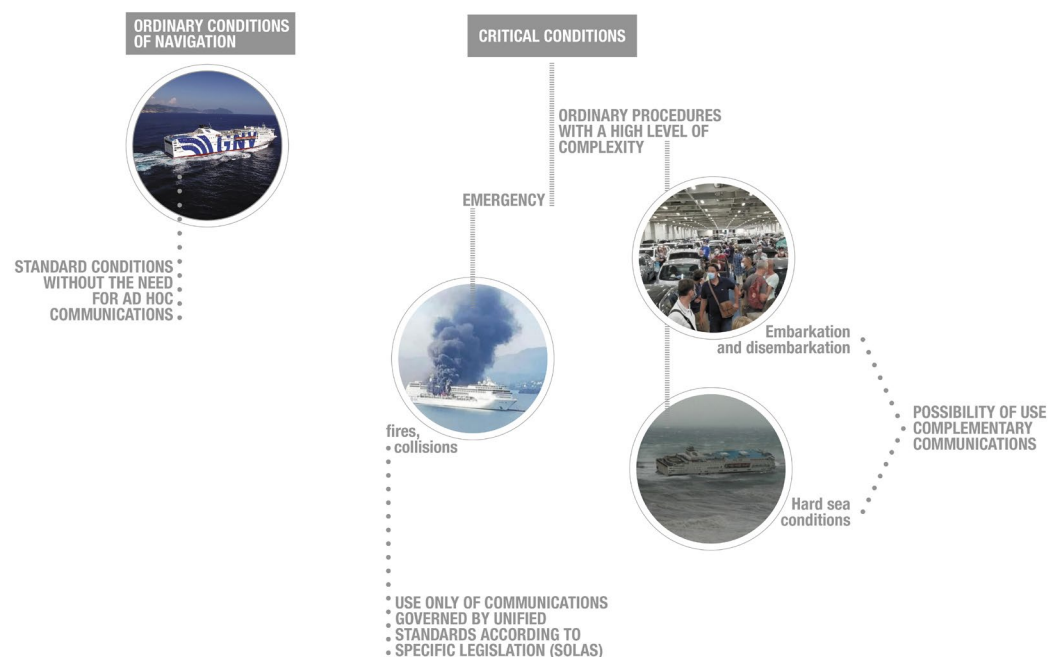 ORDINARY CONDITIONS
OF NAVIGATION
GNV
STANDARD CONDITIONS
WITHOUT THE NEED
FOR AD HOC
COMMUNICATIONS
CRITICAL CONDITIONS
ORDINARY PROCEDURES
WITH A HIGH LEVEL OF
COMPLEXITY
EMERGENCY
fires,
collisions
USE ONLY OF COMMUNICATIONS
GOVERNED BY UNIFIED
STANDARDS ACCORDING TO
SPECIFIC LEGISLATION (SOLAS)
Embarkation
and disembarkation
Hard sea
conditions
POSSIBILITY OF USE
COMPLEMENTARY
COMMUNICATIONS